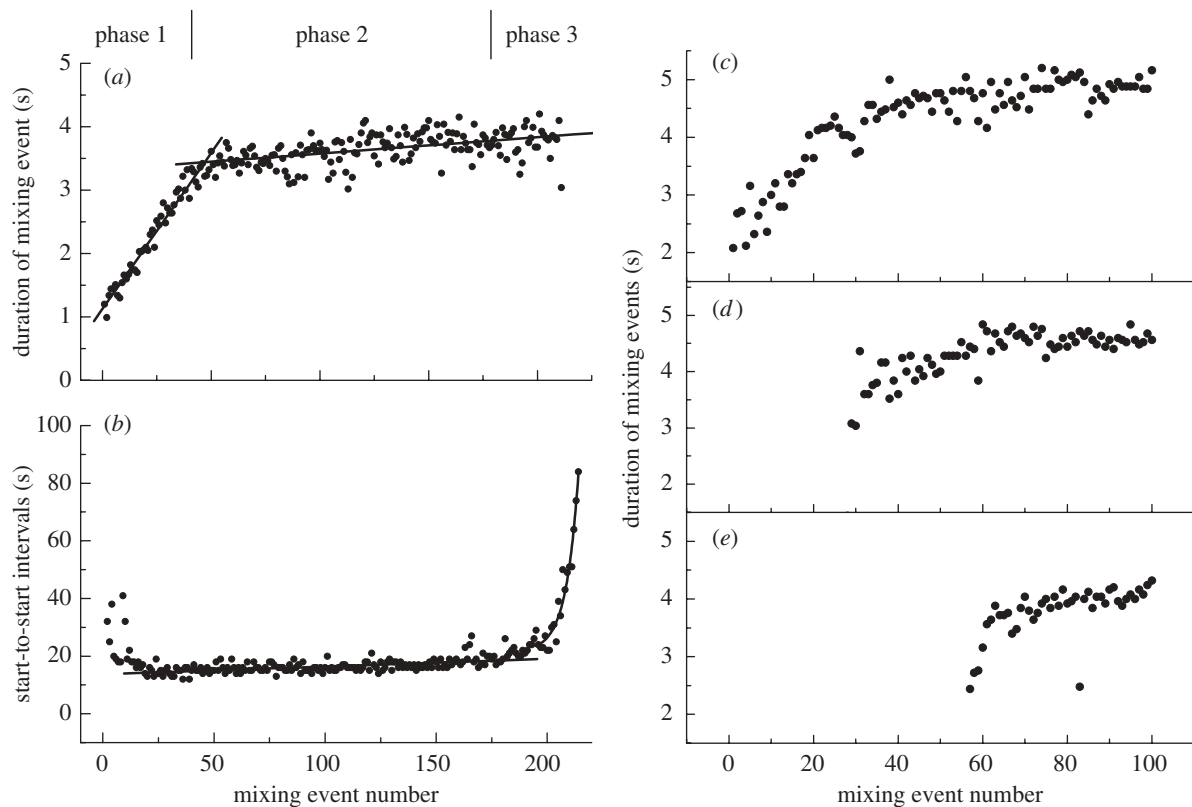 phase 1
phase 2
phase 3
(a)
5
4
3
2
1
0
duration of mixing event (s)
(b)
100
80
60
40
20
0
start-to-start intervals (s)
0
50
100
150
200
mixing event number
(c)
5
4
3
2
(d)
5
4
3
2
(e)
5
4
3
2
duration of mixing events (s)
0
20
40
60
80
100
mixing event number